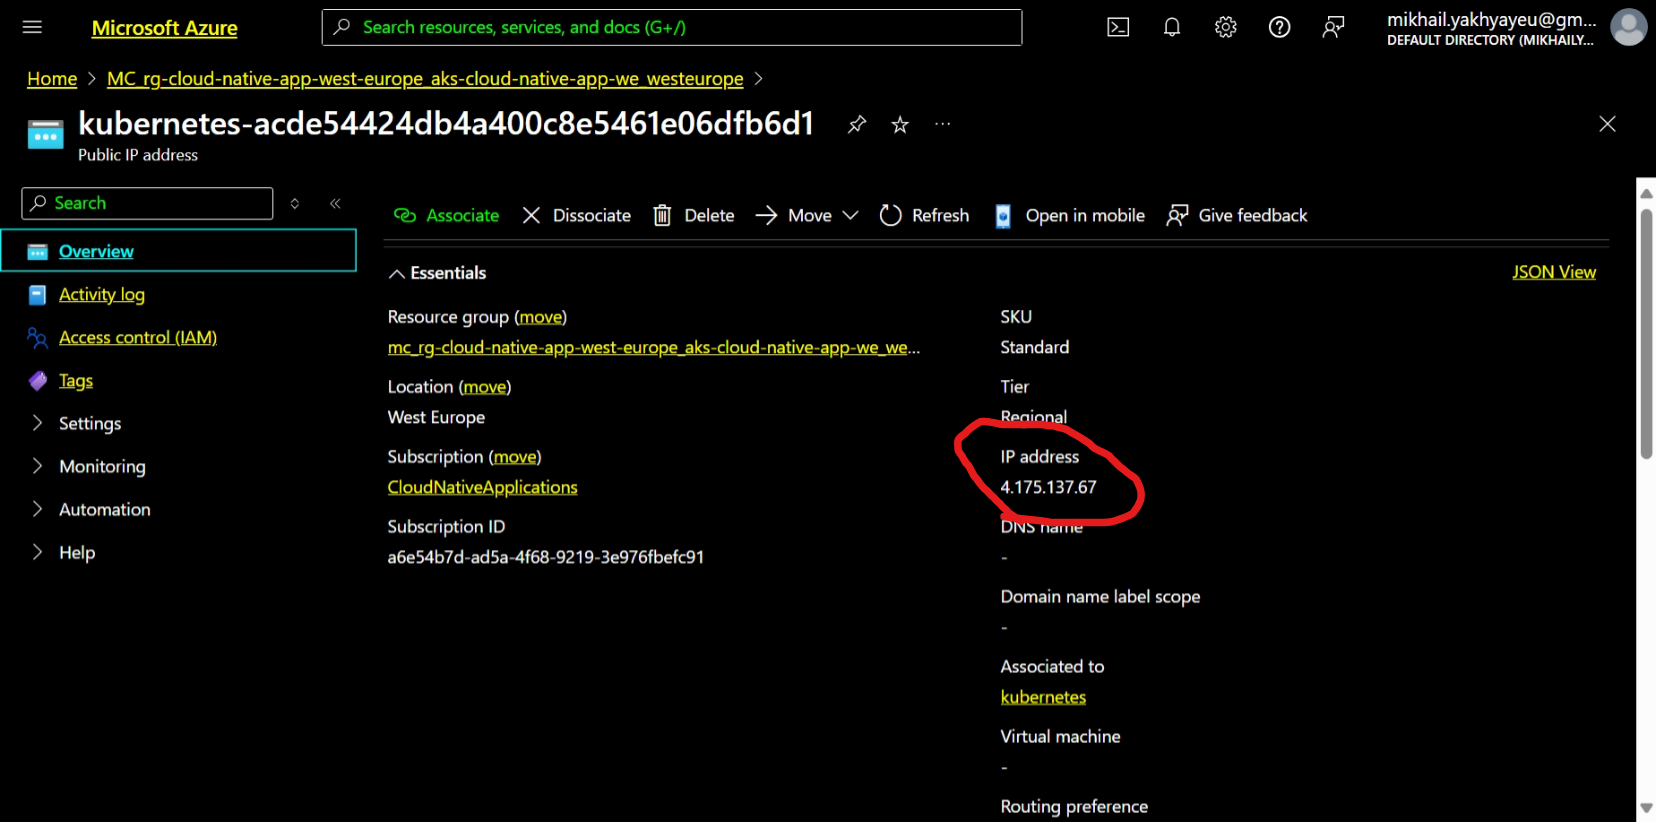 Microsoft Azure
Search resources, services, and docs (G+/)
mikhail.yakhyayeu@gm...
DEFAULT DIRECTORY (MIKHAILY...
Home > MC_rg-cloud-native-app-west-europe_aks-cloud-native-app-we_westeurope >
kubernetes-acde54424db4a400c8e5461e06dfb6d1
Public IP address
Search
Associate Dissociate Delete Move Refresh Open in mobile Give feedback
Overview
Activity log
Access control (IAM)
Tags
Settings
Monitoring
Automation
Help
Essentials
JSON View
Resource group (move)
mc_rg-cloud-native-app-west-europe_aks-cloud-native-app-we_we...
Location (move)
West Europe
Subscription (move)
CloudNativeApplications
Subscription ID
a6e54b7d-ad5a-4f68-9219-3e976fbefc91
SKU
Standard
Tier
Regional
IP address
4.175.137.67
DNS name
-
Domain name label scope
-
Associated to
kubernetes
Virtual machine
-
Routing preference